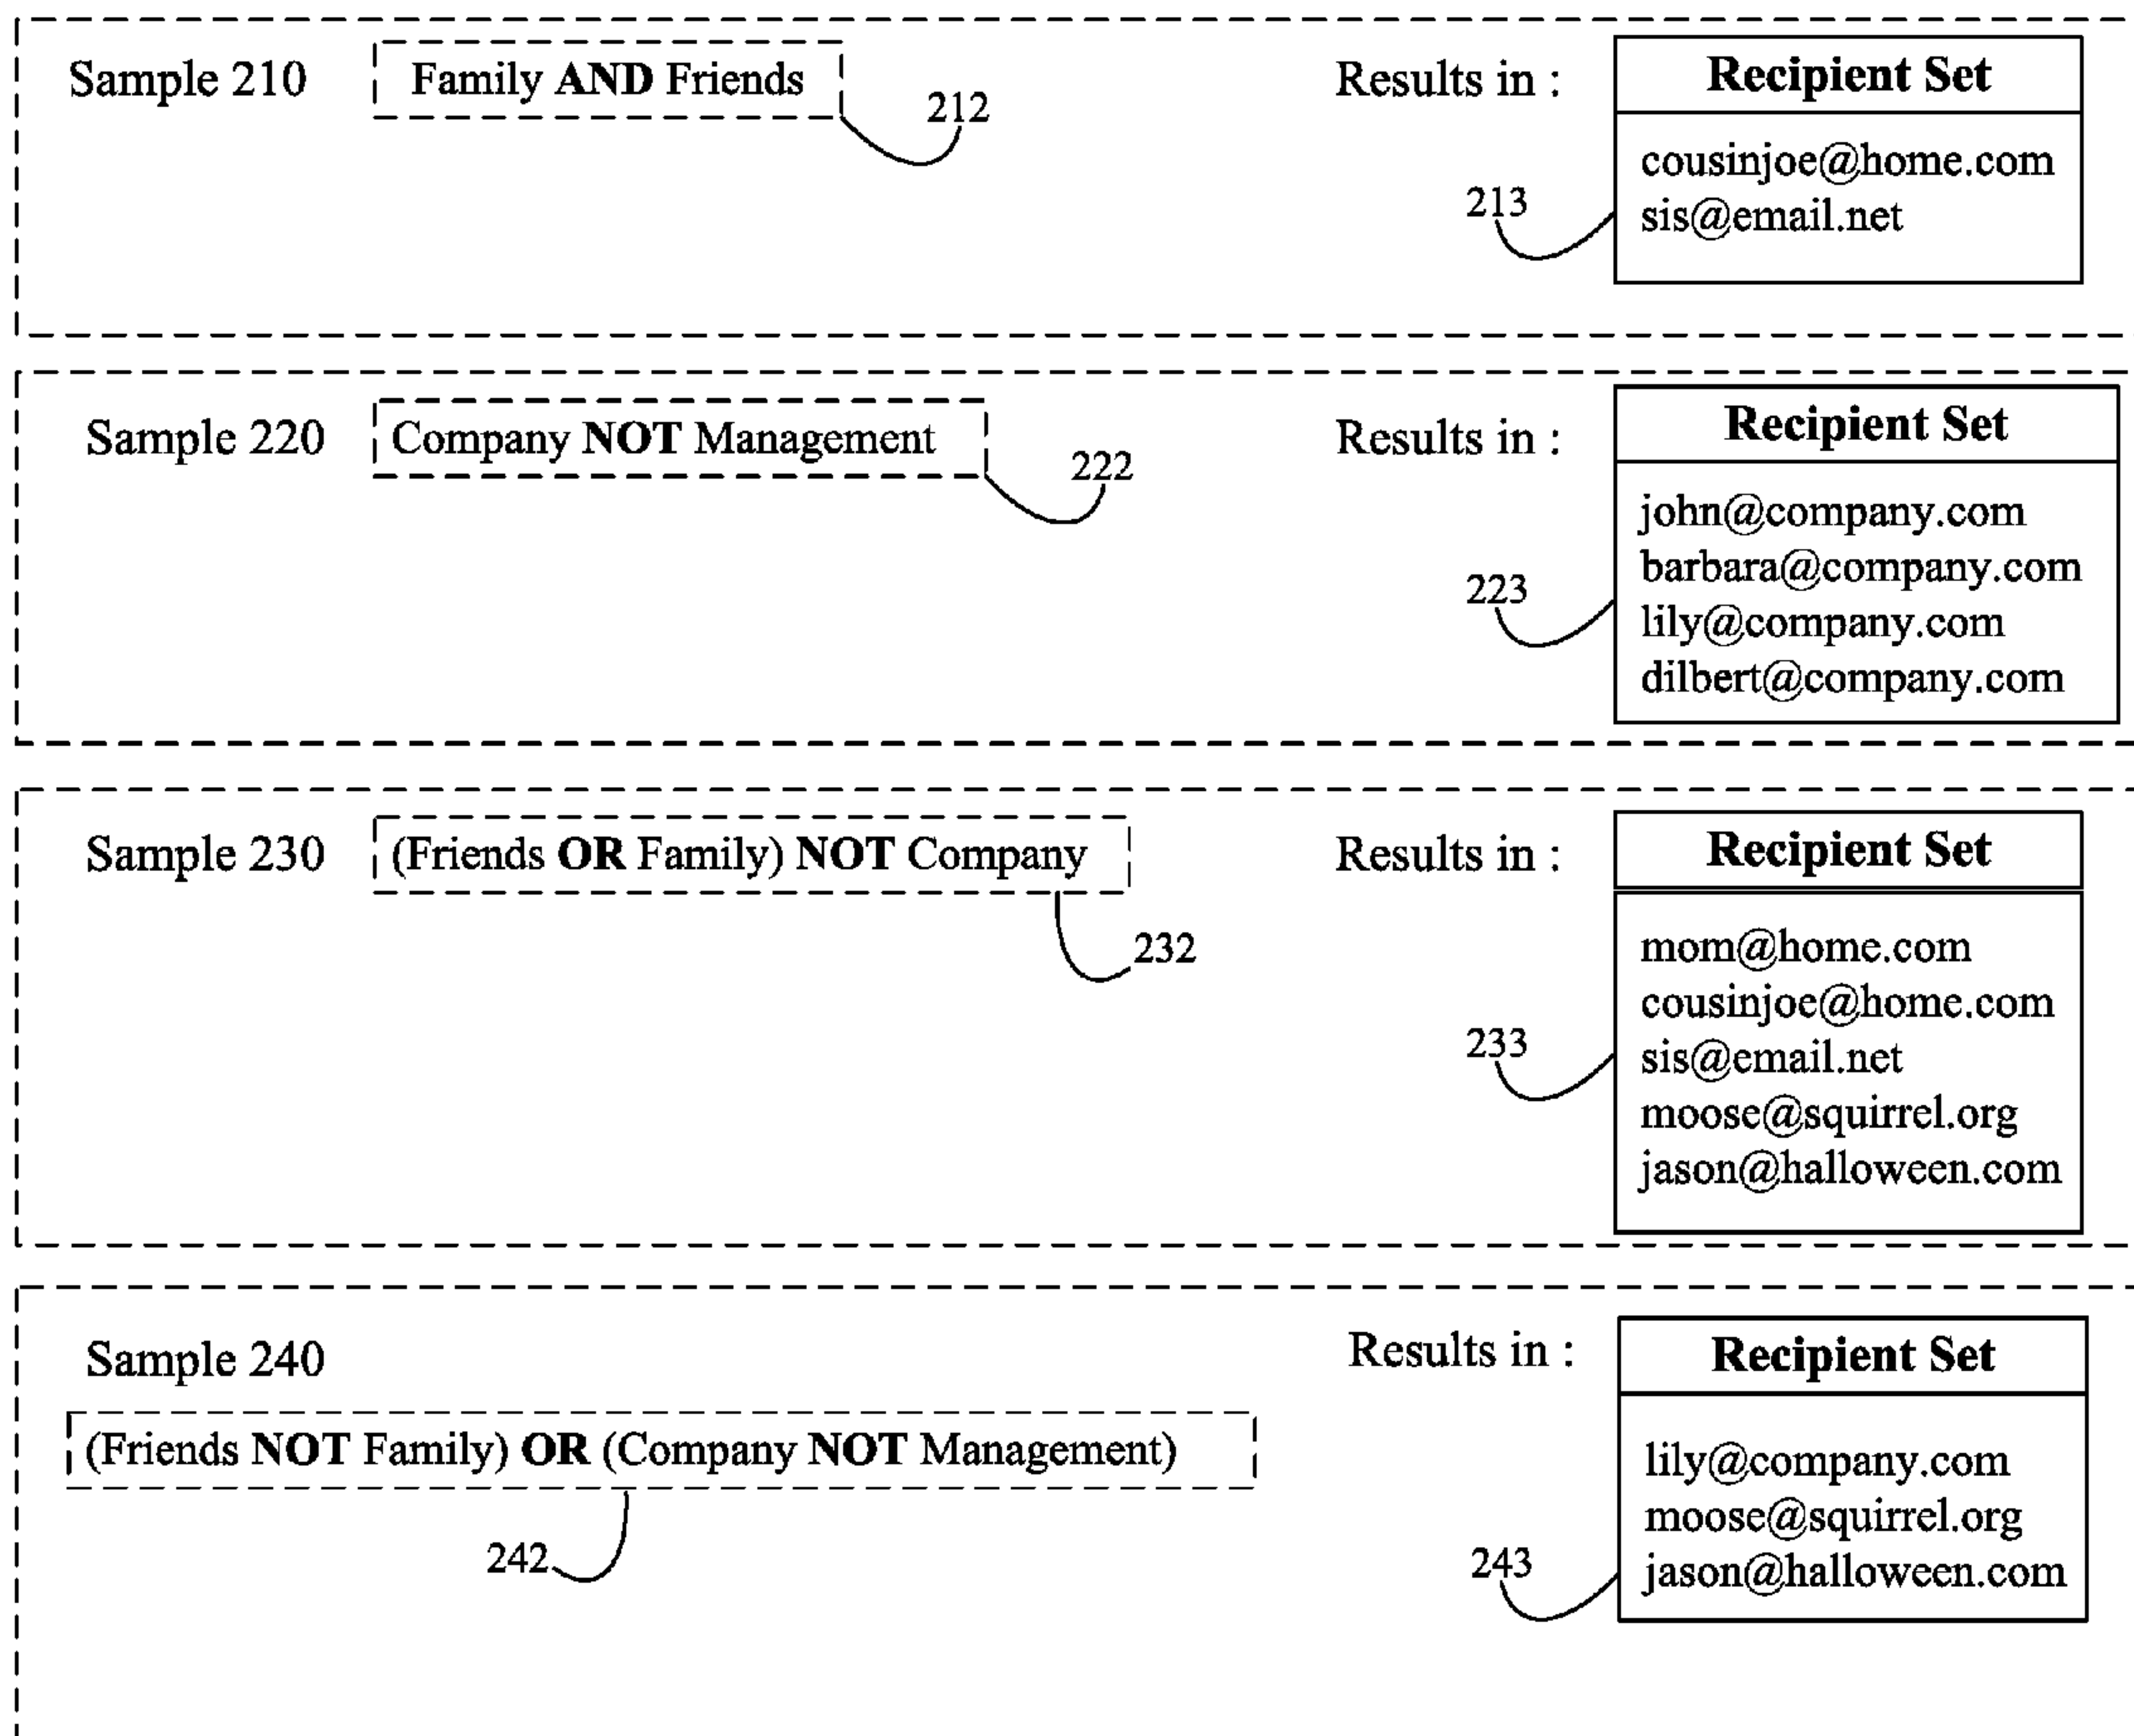 Sample 210
Family AND Friends
212
Results in :
Recipient Set
cousinjoe@home.com
sis@email.net
213
Sample 220
Company NOT Management
222
Results in :
Recipient Set
john@company.com
barbara@company.com
lily@company.com
dilbert@company.com
223
Sample 230
(Friends OR Family) NOT Company
232
Results in :
Recipient Set
mom@home.com
cousinjoe@home.com
sis@email.net
moose@squirrel.org
jason@halloween.com
233
Sample 240
(Friends NOT Family) OR (Company NOT Management)
242
Results in :
Recipient Set
lily@company.com
moose@squirrel.org
jason@halloween.com
243